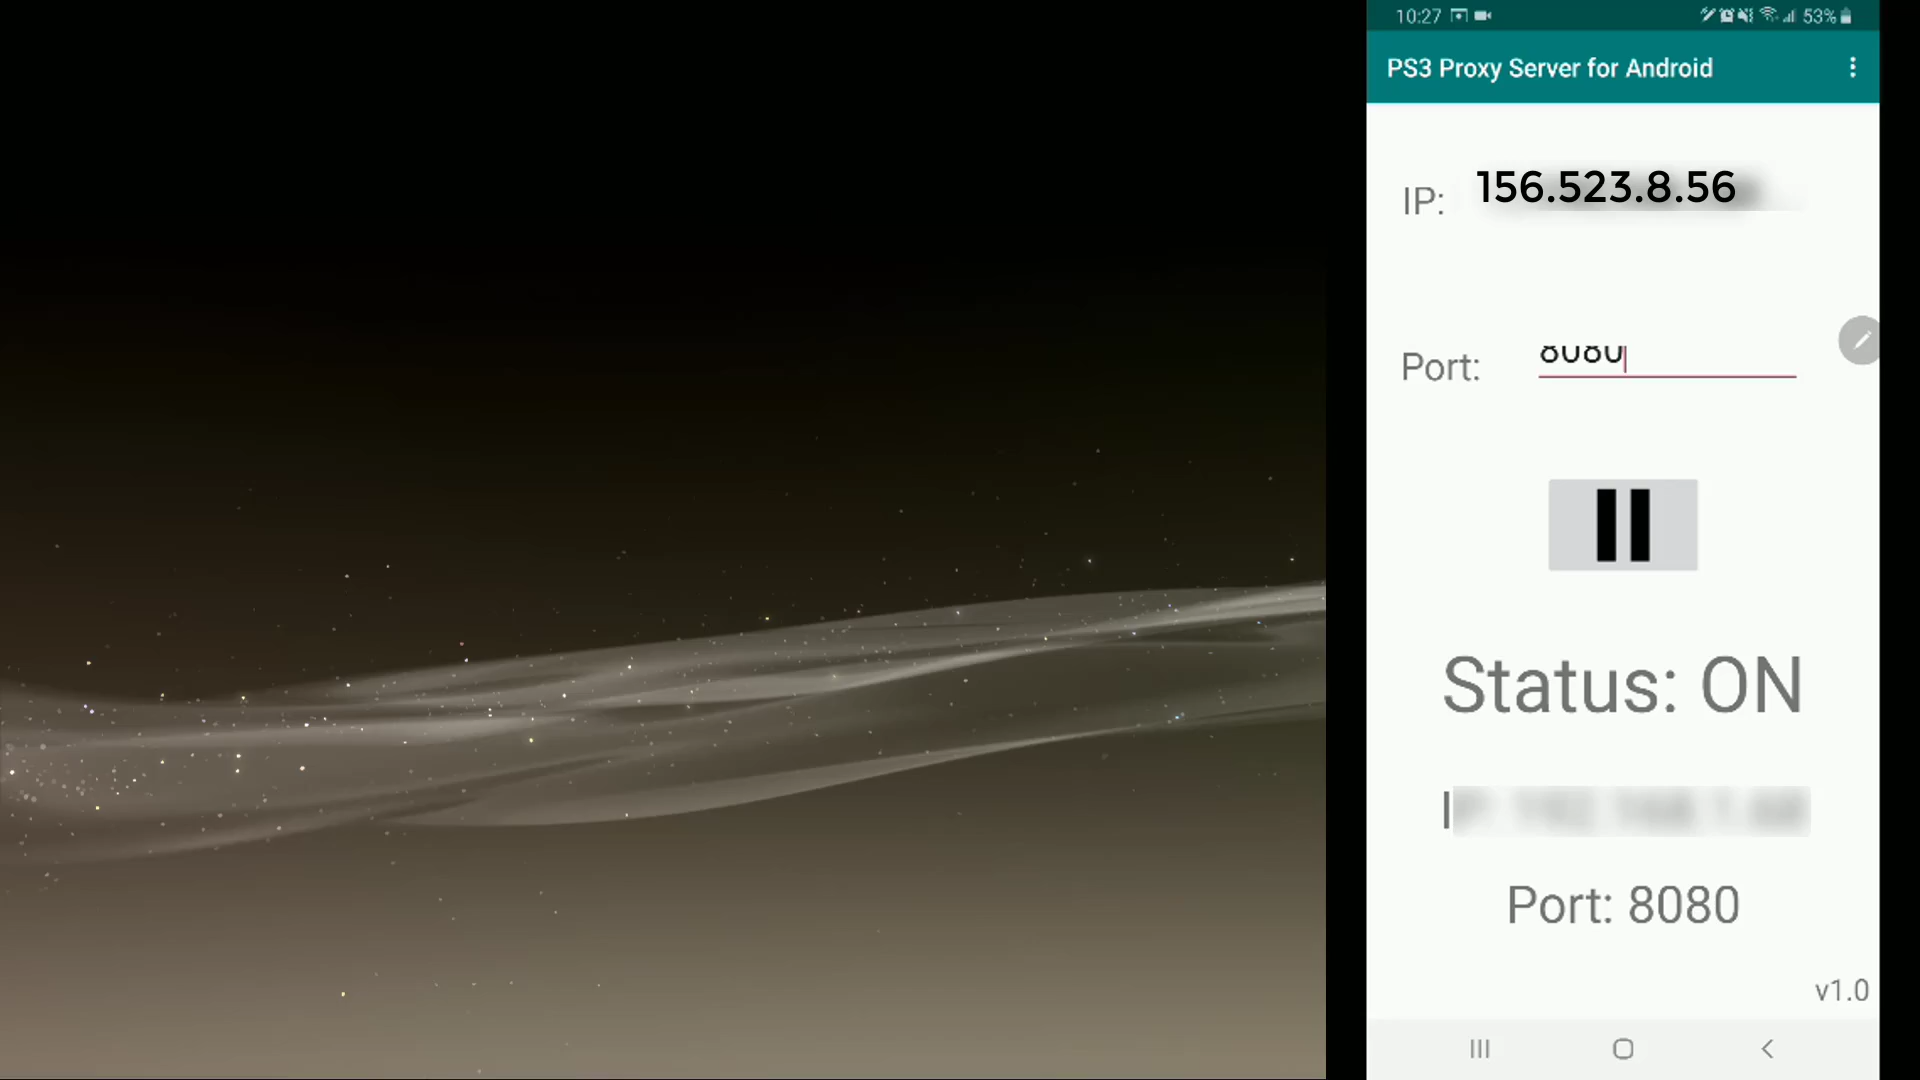 10:27 53%
PS3 Proxy Server for Android
IP: 156.523.8.56
Port: 8080
Status: ON
Port: 8080
v1.0